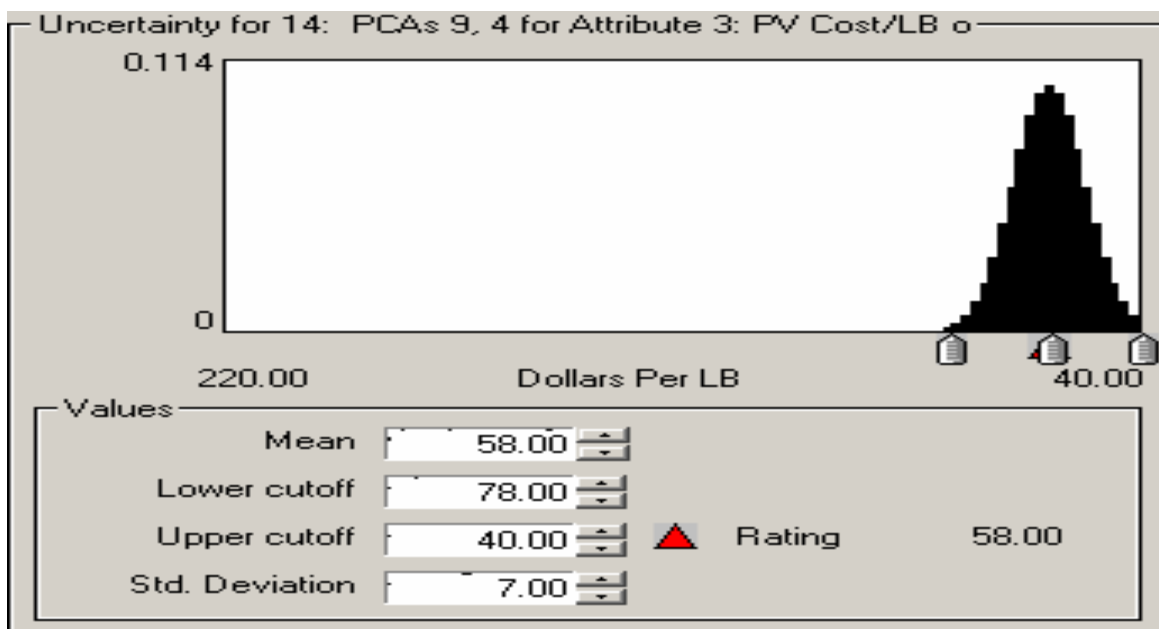 Uncertainty for 14: PCAs 9, 4 for Attribute 3: PV Cost/LB o
0.114
0
220.00 Dollars Per LB 40.00
Values
Mean 58.00
Lower cutoff 78.00
Upper cutoff 40.00 Rating 58.00
Std. Deviation 7.00